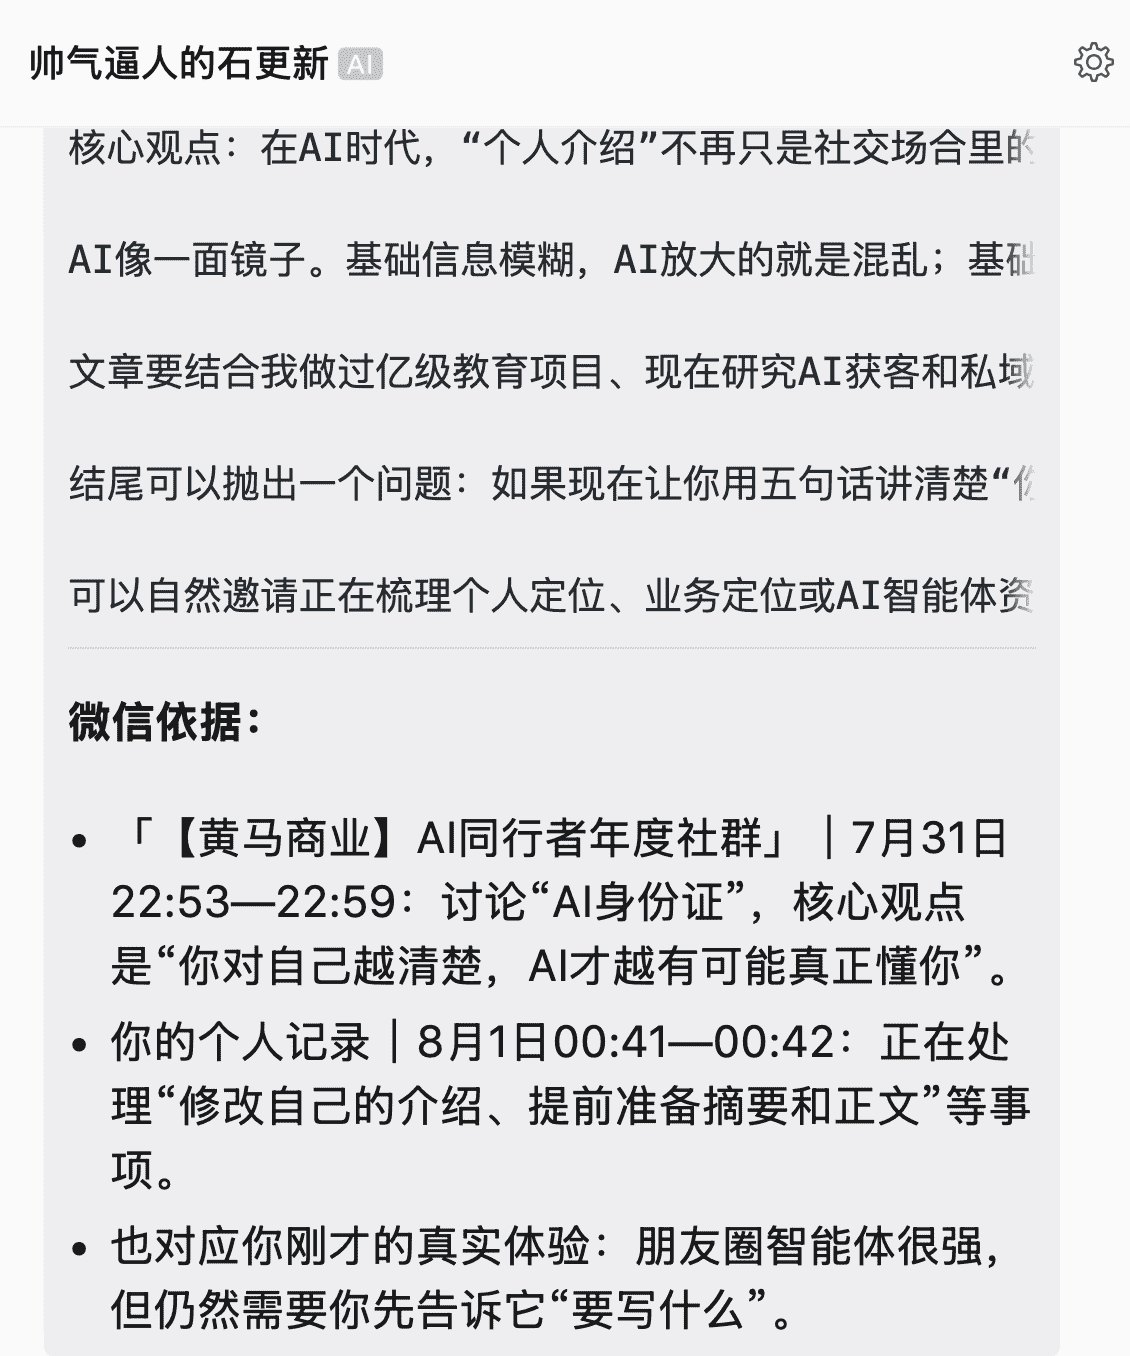 帅气逼人的石更新 AI
核心观点：在AI时代，“个人介绍”不再只是社交场合里的
AI像一面镜子。基础信息模糊，AI放大的就是混乱；基础
文章要结合我做过亿级教育项目、现在研究AI获客和私域
结尾可以抛出一个问题：如果现在让你用五句话讲清楚“你
可以自然邀请正在梳理个人定位、业务定位或AI智能体资
微信依据：
• 「【黄马商业】AI同行者年度社群」｜7月31日
22:53—22:59：讨论“AI身份证”，核心观点
是“你对自己越清楚，AI才越有可能真正懂你”。
• 你的个人记录｜8月1日00:41—00:42：正在处
理“修改自己的介绍、提前准备摘要和正文”等事
项。
• 也对应你刚才的真实体验：朋友圈智能体很强，
但仍然需要你先告诉它“要写什么”。